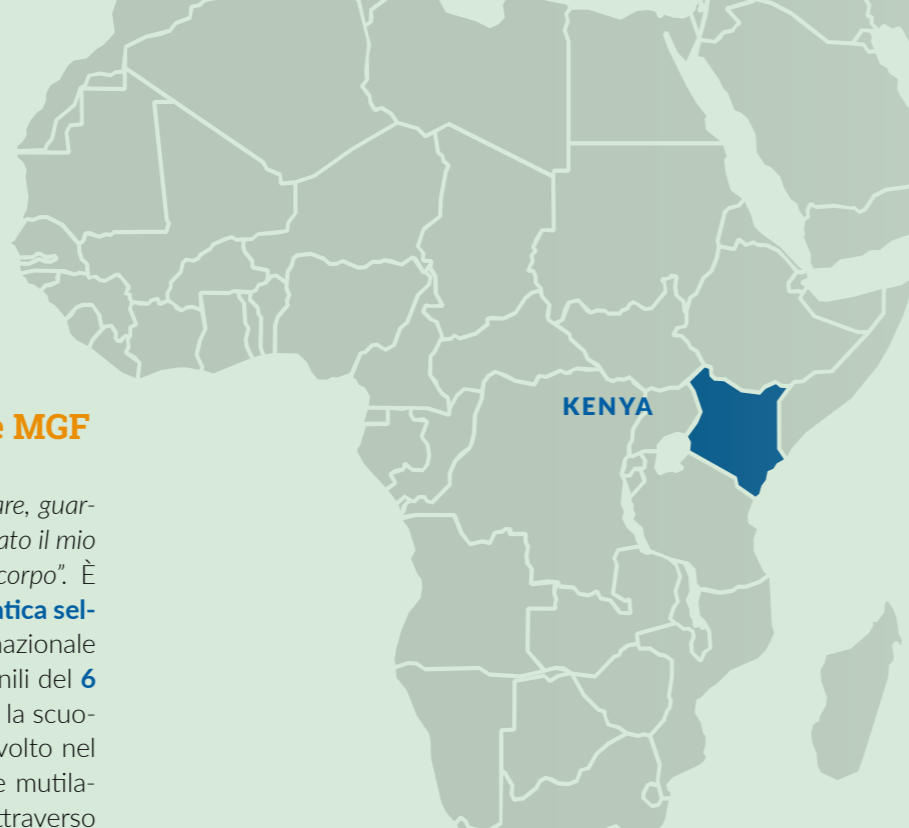 KENYA
e MGF
are, guar-
ato il mio
corpo”. È
ntica sel-
nazionale
nili del 6
la scuo-
volto nel
e mutila-
ttraverso